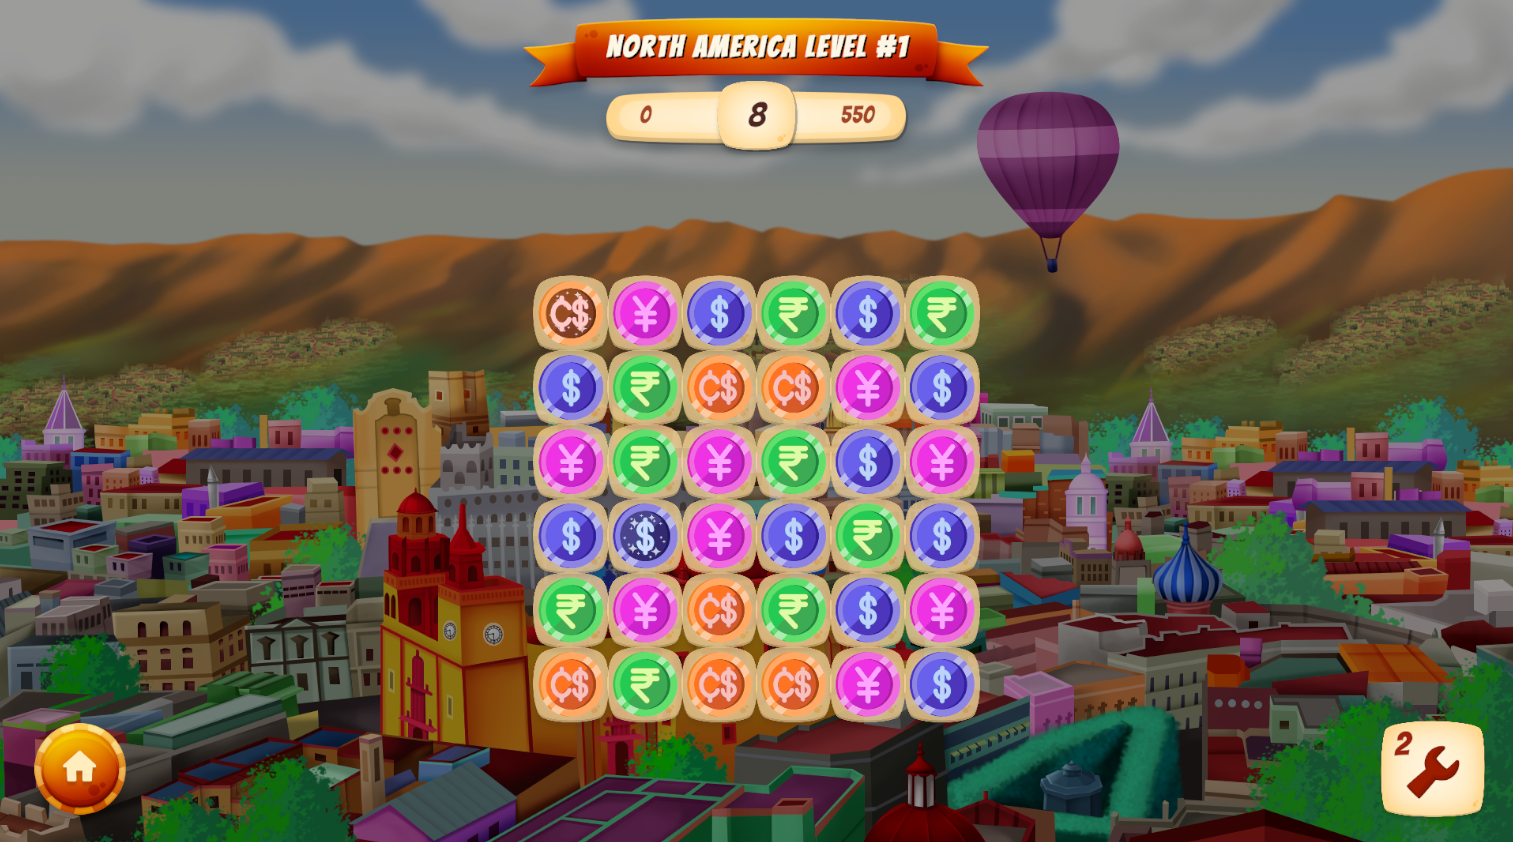 NORTH AMERICA LEVEL #1
0 8 550
₵$ ¥ $ ₹ $ ₹
$ ₹ ₵$ ₵$ ¥ $
¥ ₹ ¥ ₹ $ ¥
$ $ ¥ $ ₹ $
₹ ¥ ₵$ ₹ $ ¥
₵$ ₹ ₵$ ₵$ ¥ $
2